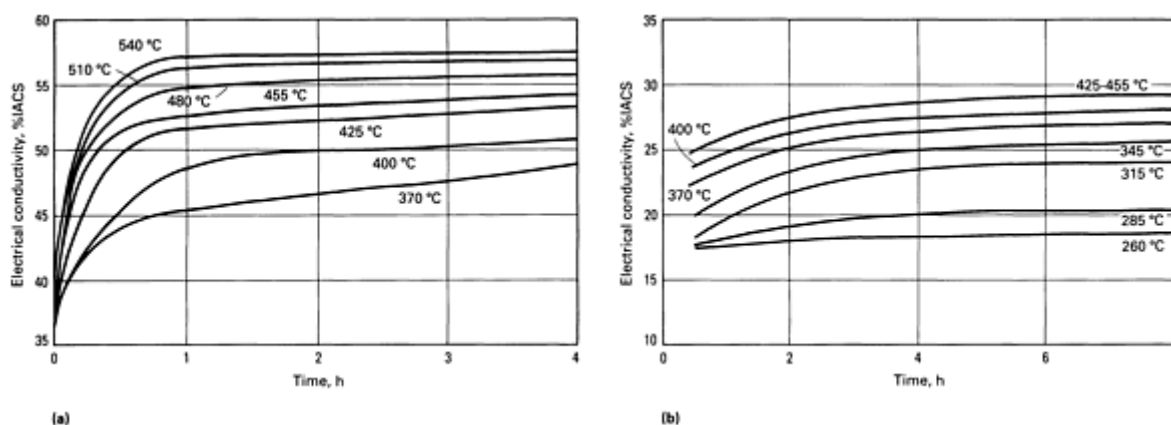 60
55
50
45
40
35
Electrical conductivity, %IACS
540 °C
510 °C
480 °C
455 °C
425 °C
400 °C
370 °C
0 1 2 3 4
Time, h
(a)
35
30
25
20
15
10
Electrical conductivity, %IACS
425-455 °C
400 °C
370 °C
345 °C
315 °C
285 °C
260 °C
0 2 4 6
Time, h
(b)